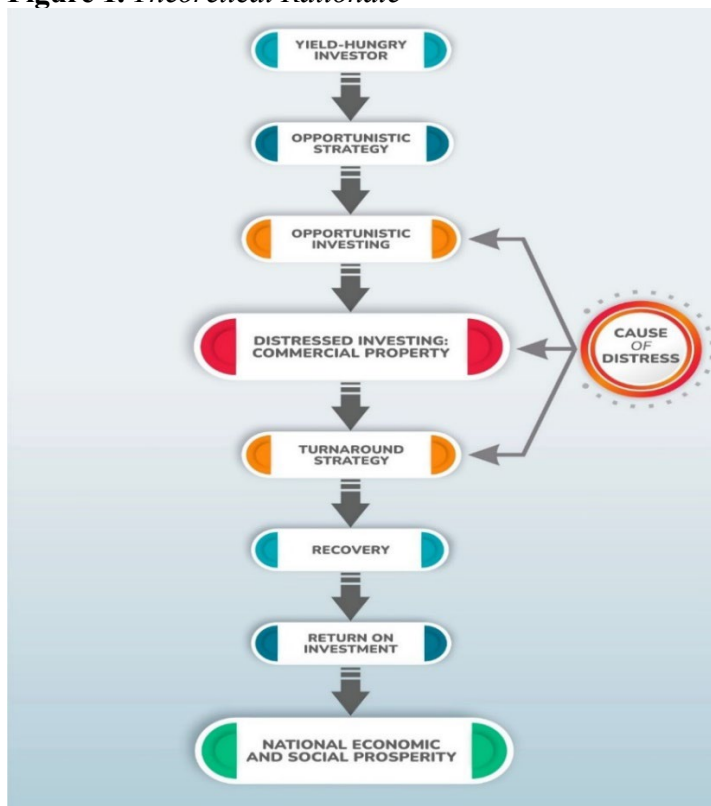 Figure 1. Theoretical Rationale
YIELD-HUNGRY
INVESTOR
OPPORTUNISTIC
STRATEGY
OPPORTUNISTIC
INVESTING
DISTRESSED INVESTING:
COMMERCIAL PROPERTY
CAUSE
OF
DISTRESS
TURNAROUND
STRATEGY
RECOVERY
RETURN ON
INVESTMENT
NATIONAL ECONOMIC
AND SOCIAL PROSPERITY